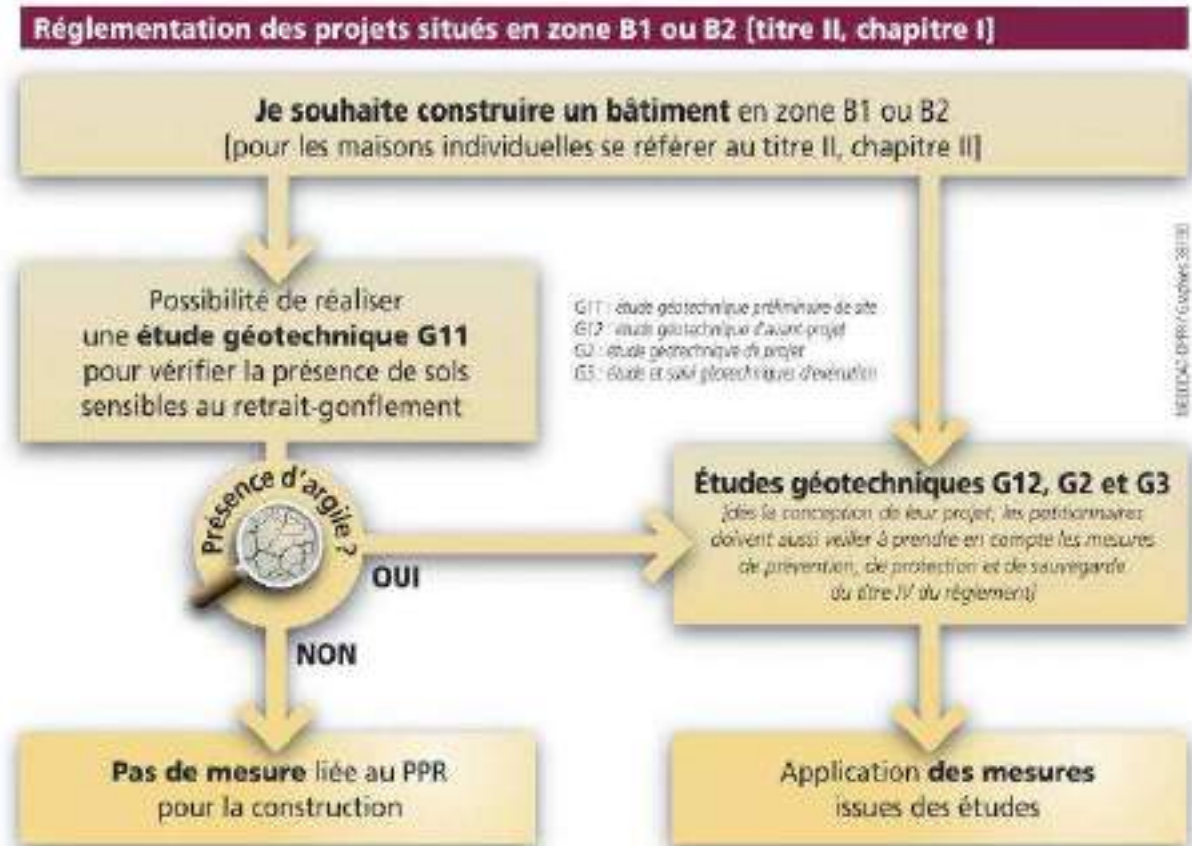 Réglementation des projets situés en zone B1 ou B2 [titre II, chapitre I]
Je souhaite construire un bâtiment en zone B1 ou B2
[pour les maisons individuelles se référer au titre II, chapitre II]
Possibilité de réaliser
une étude géotechnique G11
pour vérifier la présence de sols
sensibles au retrait-gonflement
G11 : étude géotechnique préliminaire de site
G12 : étude géotechnique d'avant-projet
G2 : étude géotechnique de projet
G3 : étude et suivi géotechniques d'exécution
Présence d'argile ?
OUI
NON
Études géotechniques G12, G2 et G3
[dès la conception de leur projet, les pétitionnaires
doivent aussi veiller à prendre en compte les mesures
de prévention, de protection et de sauvegarde
du titre IV du règlement]
Pas de mesure liée au PPR
pour la construction
Application des mesures
issues des études